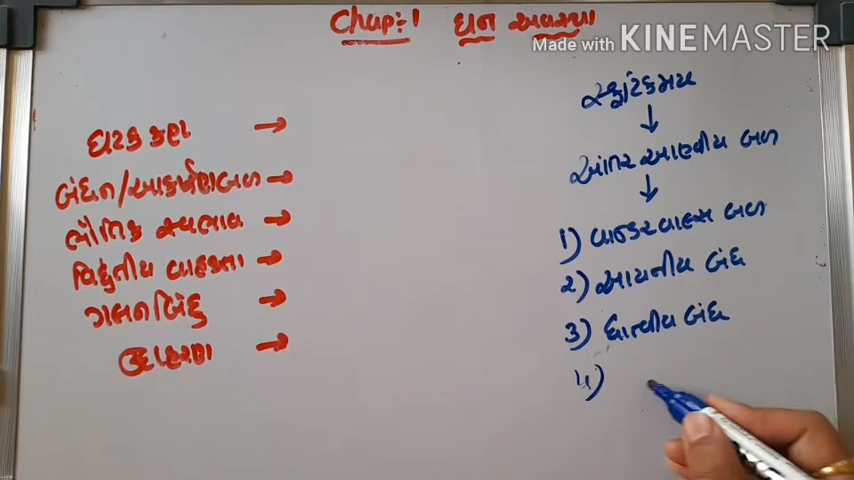 Chap:-1 ઘન અવસ્થા
Made with KINEMASTER
ઘટક કણ →
બંધન/આકર્ષણબળ →
ભૌતિક સ્વભાવ →
વિદ્યુતીય વાહકતા →
ગલનબિંદુ →
ઉદાહરણ →
સ્ફટિકમય
↓
આંતર આણ્વીય બળ
↓
1) વાન્ડરવાલ્સ બળ
2) આયનીય બંધ
3) ધાત્વીય બંધ
4)